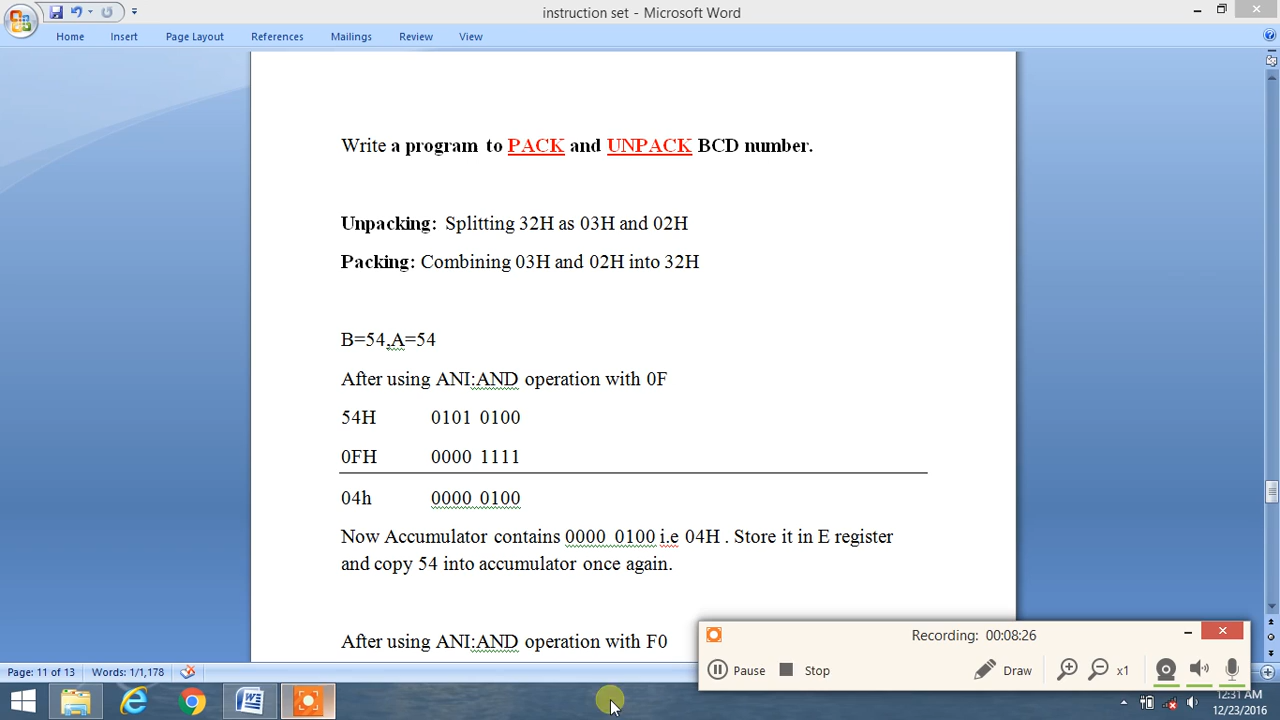 instruction set - Microsoft Word
Home Insert Page Layout References Mailings Review View
Write a program to PACK and UNPACK BCD number.
Unpacking: Splitting 32H as 03H and 02H
Packing: Combining 03H and 02H into 32H
B=54,A=54
After using ANI:AND operation with 0F
54H 0101 0100
0FH 0000 1111
04h 0000 0100
Now Accumulator contains 0000 0100 i.e 04H . Store it in E register
and copy 54 into accumulator once again.
After using ANI:AND operation with F0
Recording: 00:08:26
Pause Stop Draw x1
Page: 11 of 13 Words: 1/1,178
12:31 AM
12/23/2016